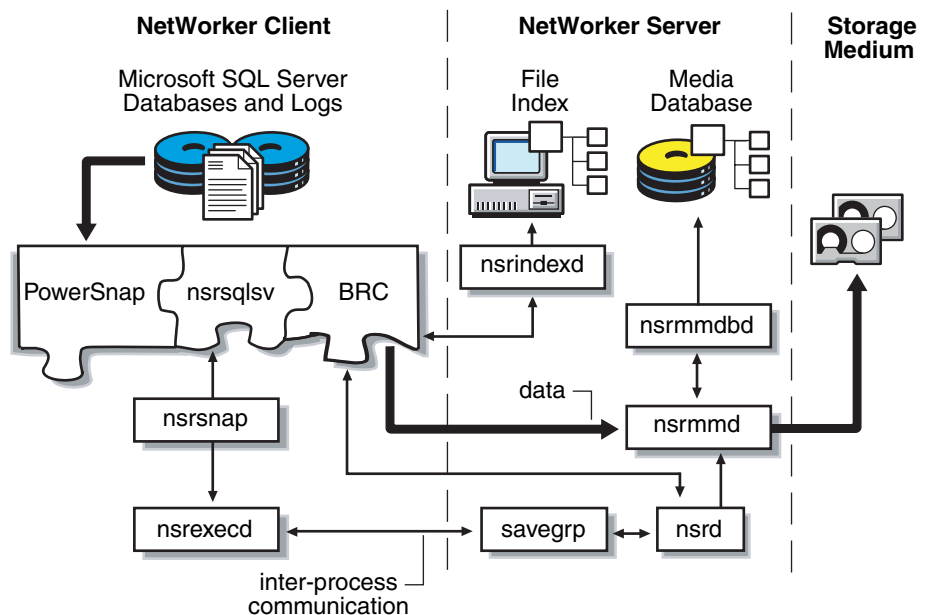 NetWorker Client
NetWorker Server
Storage
Medium
Microsoft SQL Server
Databases and Logs
File
Index
Media
Database
PowerSnap
nsrsqlsv
BRC
nsrindexd
nsrmmdbd
data
nsrsnap
nsrmmd
nsrexecd
savegrp
nsrd
inter-process
communication